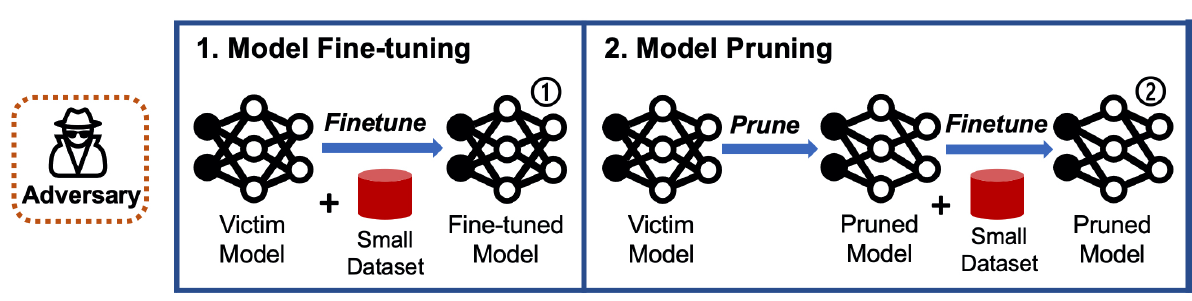 Adversary
1. Model Fine-tuning
①
Finetune
+
Victim
Model
Small
Dataset
Fine-tuned
Model
2. Model Pruning
②
Prune
Finetune
+
Victim
Model
Pruned
Model
Small
Dataset
Pruned
Model